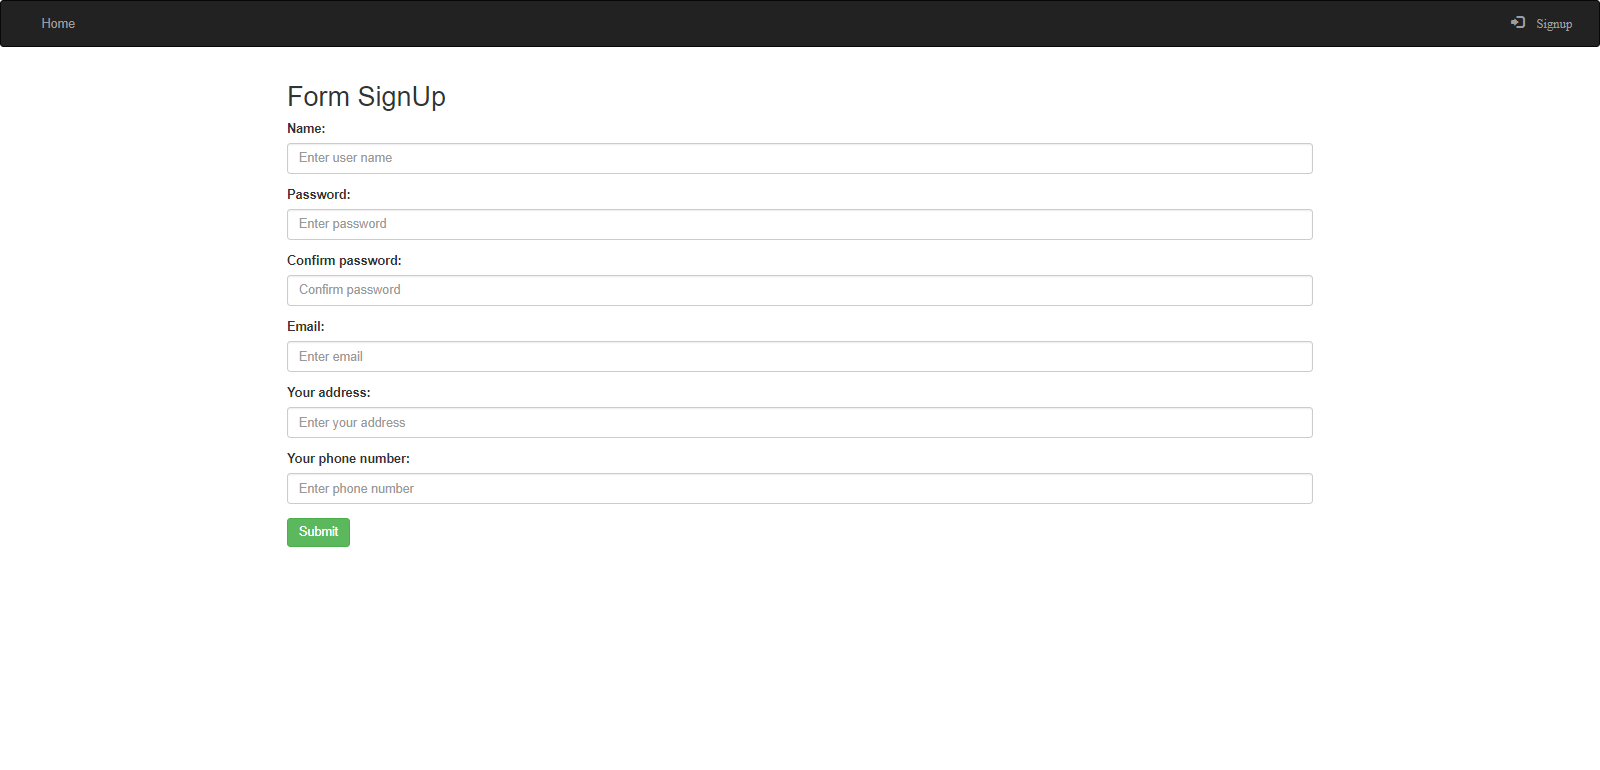 Home
Signup
Form SignUp
Name:
Enter user name
Password:
Enter password
Confirm password:
Confirm password
Email:
Enter email
Your address:
Enter your address
Your phone number:
Enter phone number
Submit